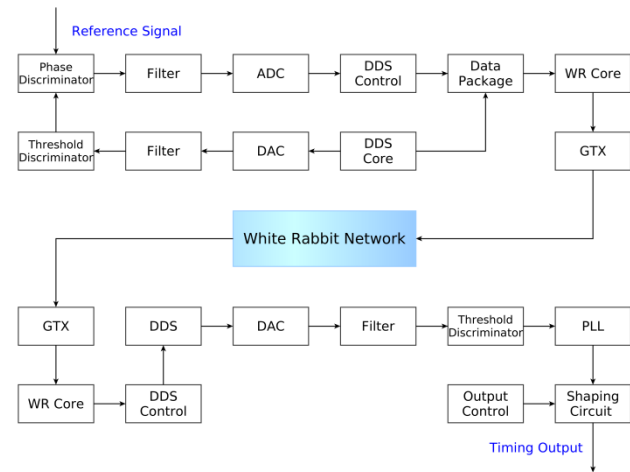 Reference Signal
Phase
Discriminator
Filter
ADC
DDS
Control
Data
Package
WR Core
Threshold
Discriminator
Filter
DAC
DDS
Core
GTX
White Rabbit Network
GTX
DDS
DAC
Filter
Threshold
Discriminator
PLL
WR Core
DDS
Control
Output
Control
Shaping
Circuit
Timing Output